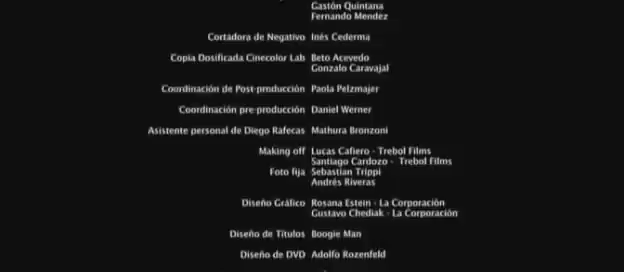 Gastón Quintana
Fernando Mendez
Cortadora de Negativo Inés Cederma
Copia Dosificada Cinecolor Lab Beto Acevedo
Gonzalo Caravajal
Coordinación de Post-producción Paola Pelzmajer
Coordinación pre-producción Daniel Werner
Asistente personal de Diego Rafecas Mathura Bronzoni
Making off Lucas Cafiero - Trebol Films
Santiago Cardozo - Trebol Films
Foto fija Sebastian Trippi
Andrés Riveras
Diseño Gráfico Rosana Estein - La Corporación
Gustavo Chediak - La Corporación
Diseño de Títulos Boogie Man
Diseño de DVD Adolfo Rozenfeld